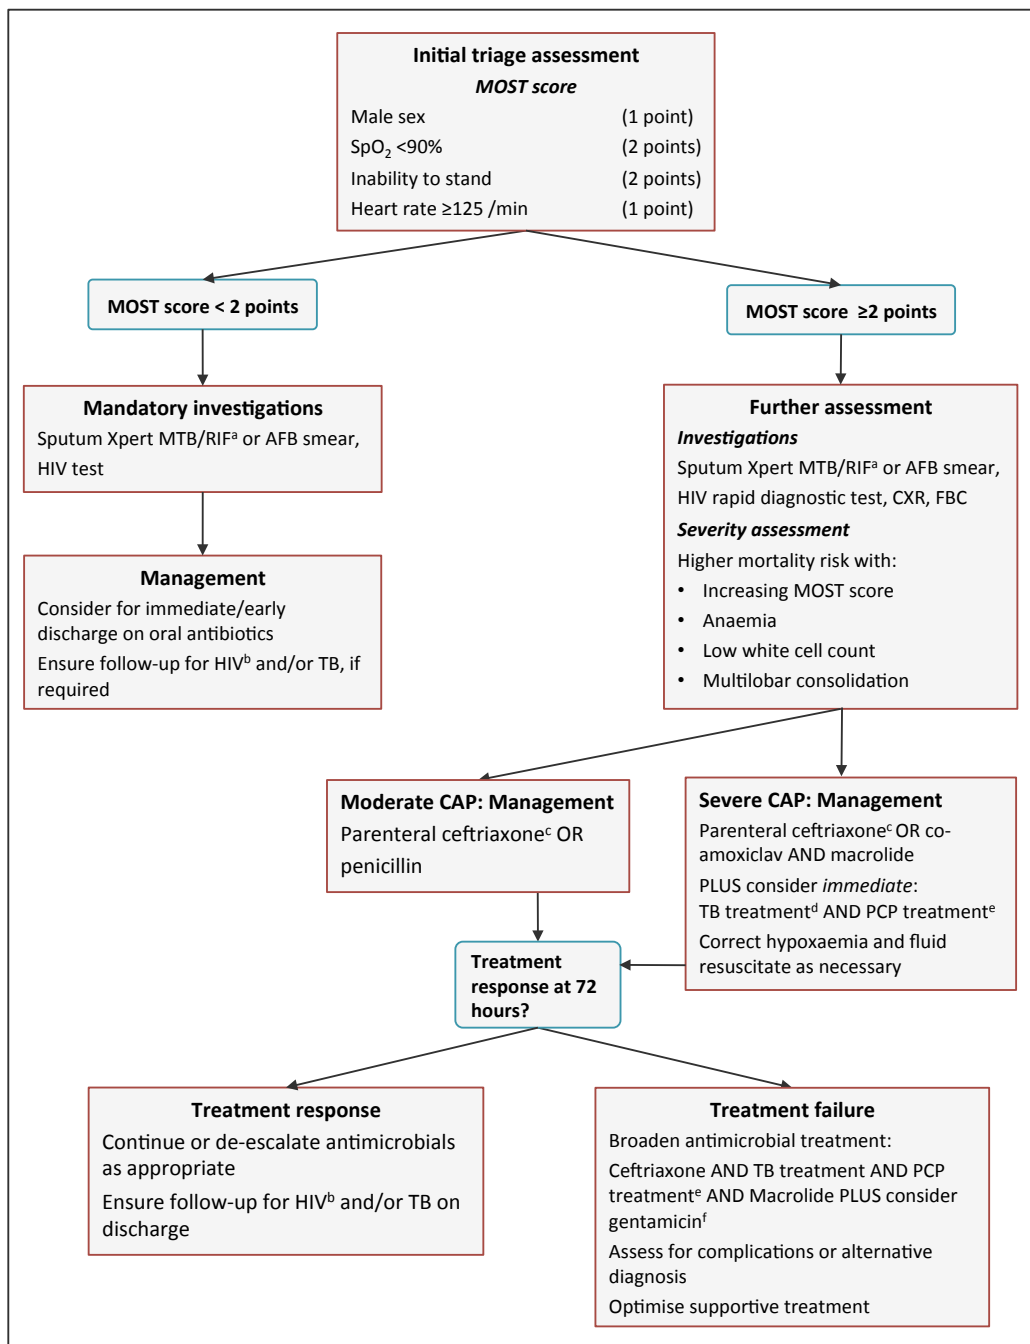 Initial triage assessment
MOST score
Male sex (1 point)
SpO₂ <90% (2 points)
Inability to stand (2 points)
Heart rate ≥125 /min (1 point)
MOST score < 2 points
MOST score ≥2 points
Mandatory investigations
Sputum Xpert MTB/RIFᵃ or AFB smear,
HIV test
Management
Consider for immediate/early
discharge on oral antibiotics
Ensure follow-up for HIVᵇ and/or TB, if
required
Further assessment
Investigations
Sputum Xpert MTB/RIFᵃ or AFB smear,
HIV rapid diagnostic test, CXR, FBC
Severity assessment
Higher mortality risk with:
• Increasing MOST score
• Anaemia
• Low white cell count
• Multilobar consolidation
Moderate CAP: Management
Parenteral ceftriaxoneᶜ OR
penicillin
Severe CAP: Management
Parenteral ceftriaxoneᶜ OR co-
amoxiclav AND macrolide
PLUS consider immediate:
TB treatmentᵈ AND PCP treatmentᵉ
Correct hypoxaemia and fluid
resuscitate as necessary
Treatment
response at 72
hours?
Treatment response
Continue or de-escalate antimicrobials
as appropriate
Ensure follow-up for HIVᵇ and/or TB on
discharge
Treatment failure
Broaden antimicrobial treatment:
Ceftriaxone AND TB treatment AND PCP
treatmentᵉ AND Macrolide PLUS consider
gentamicinᶠ
Assess for complications or alternative
diagnosis
Optimise supportive treatment